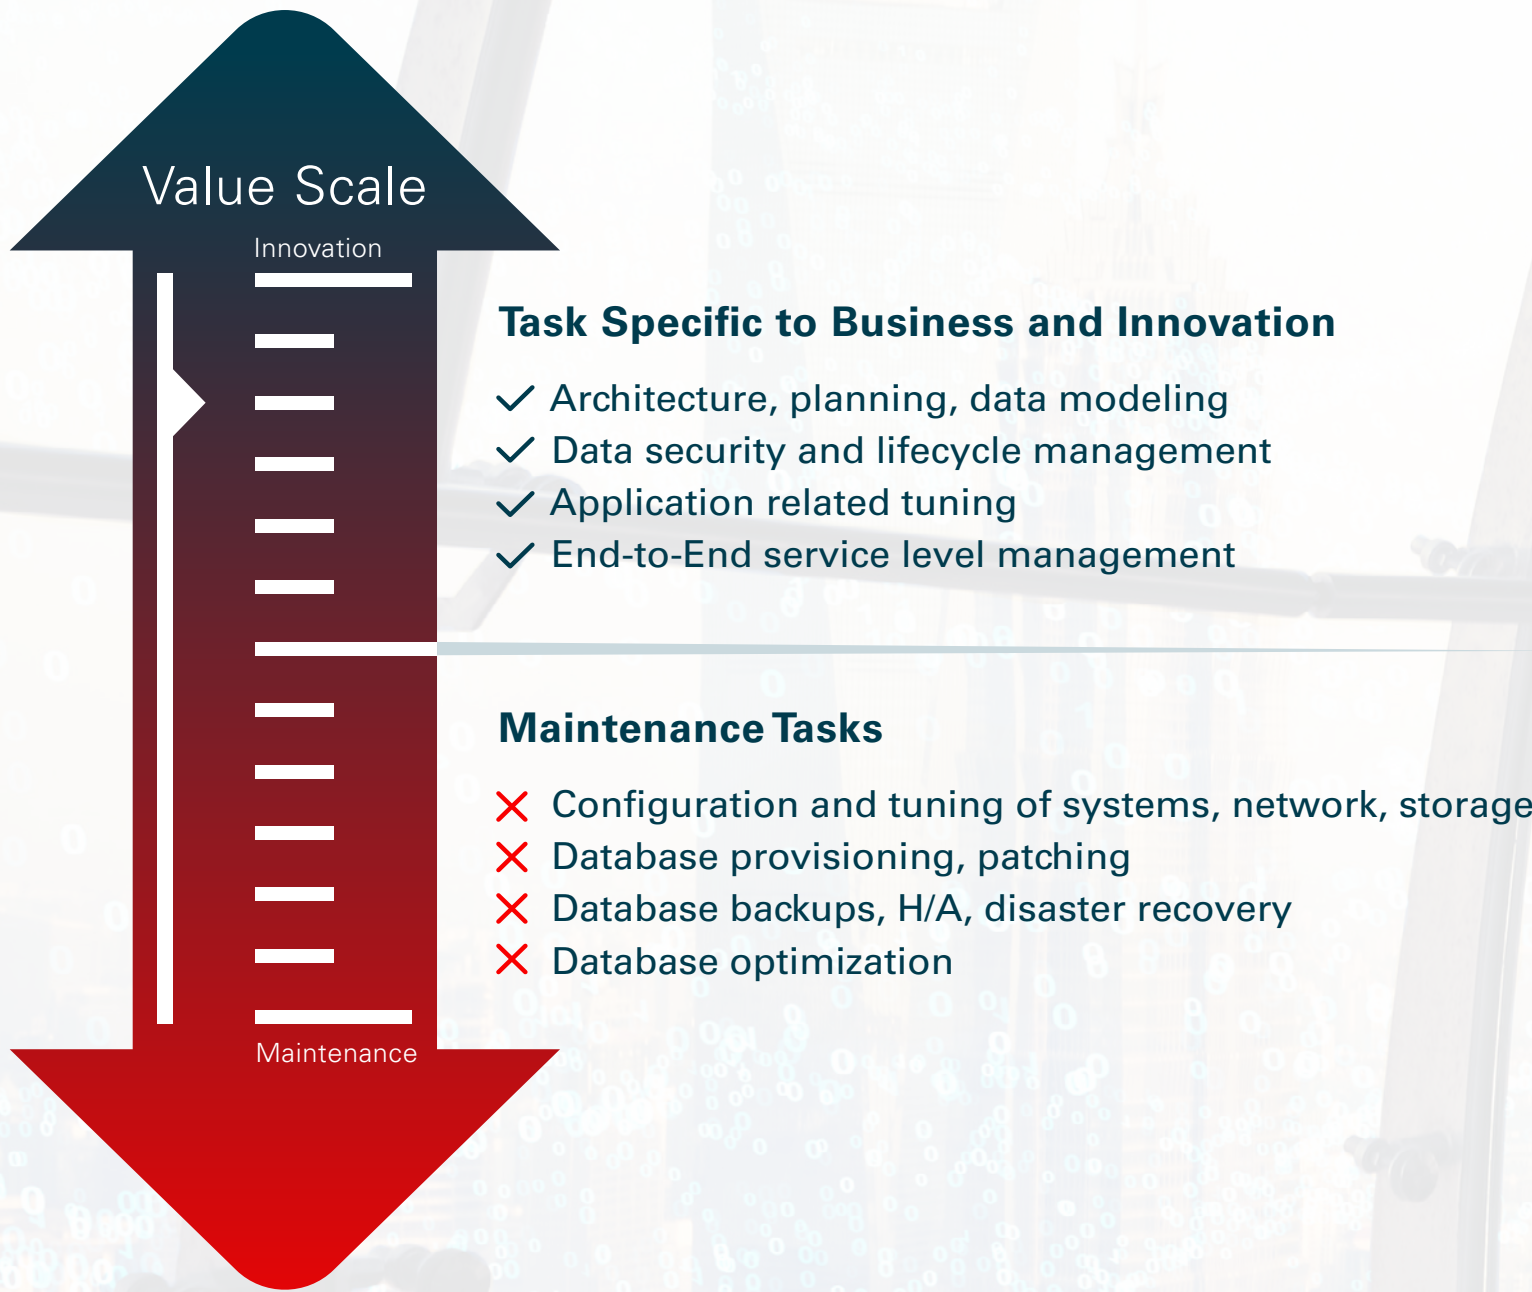 Value Scale
Innovation
Task Specific to Business and Innovation
Architecture, planning, data modeling
Data security and lifecycle management
Application related tuning
End-to-End service level management
Maintenance Tasks
Configuration and tuning of systems, network, storage
Database provisioning, patching
Database backups, H/A, disaster recovery
Database optimization
Maintenance